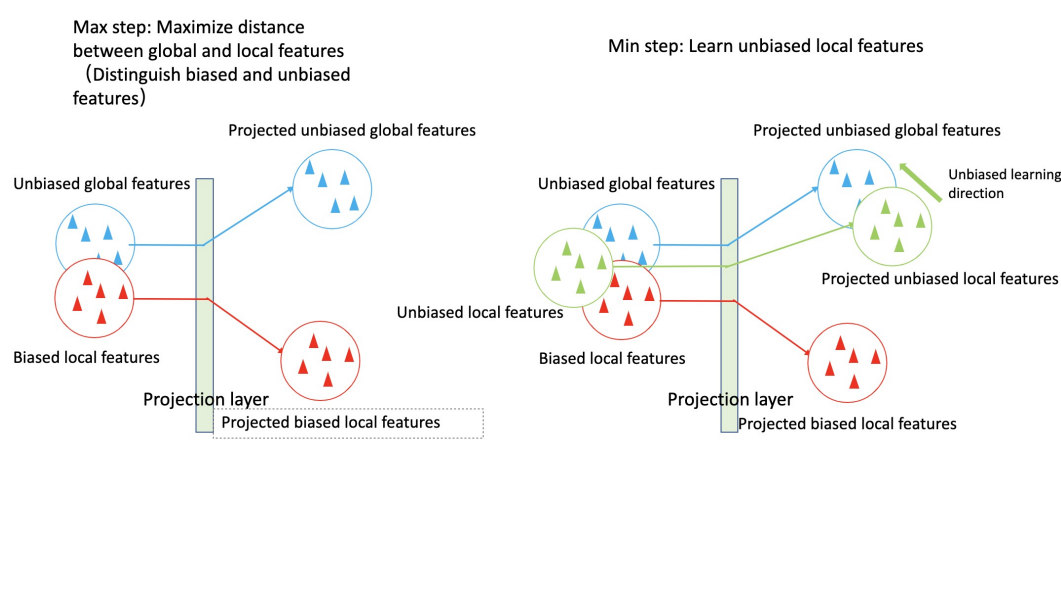 Max step: Maximize distance
between global and local features
（Distinguish biased and unbiased
features）
Projected unbiased global features
Unbiased global features
Biased local features
Projection layer
Projected biased local features
Min step: Learn unbiased local features
Projected unbiased global features
Unbiased learning
direction
Unbiased global features
Projected unbiased local features
Unbiased local features
Biased local features
Projection layer
Projected biased local features